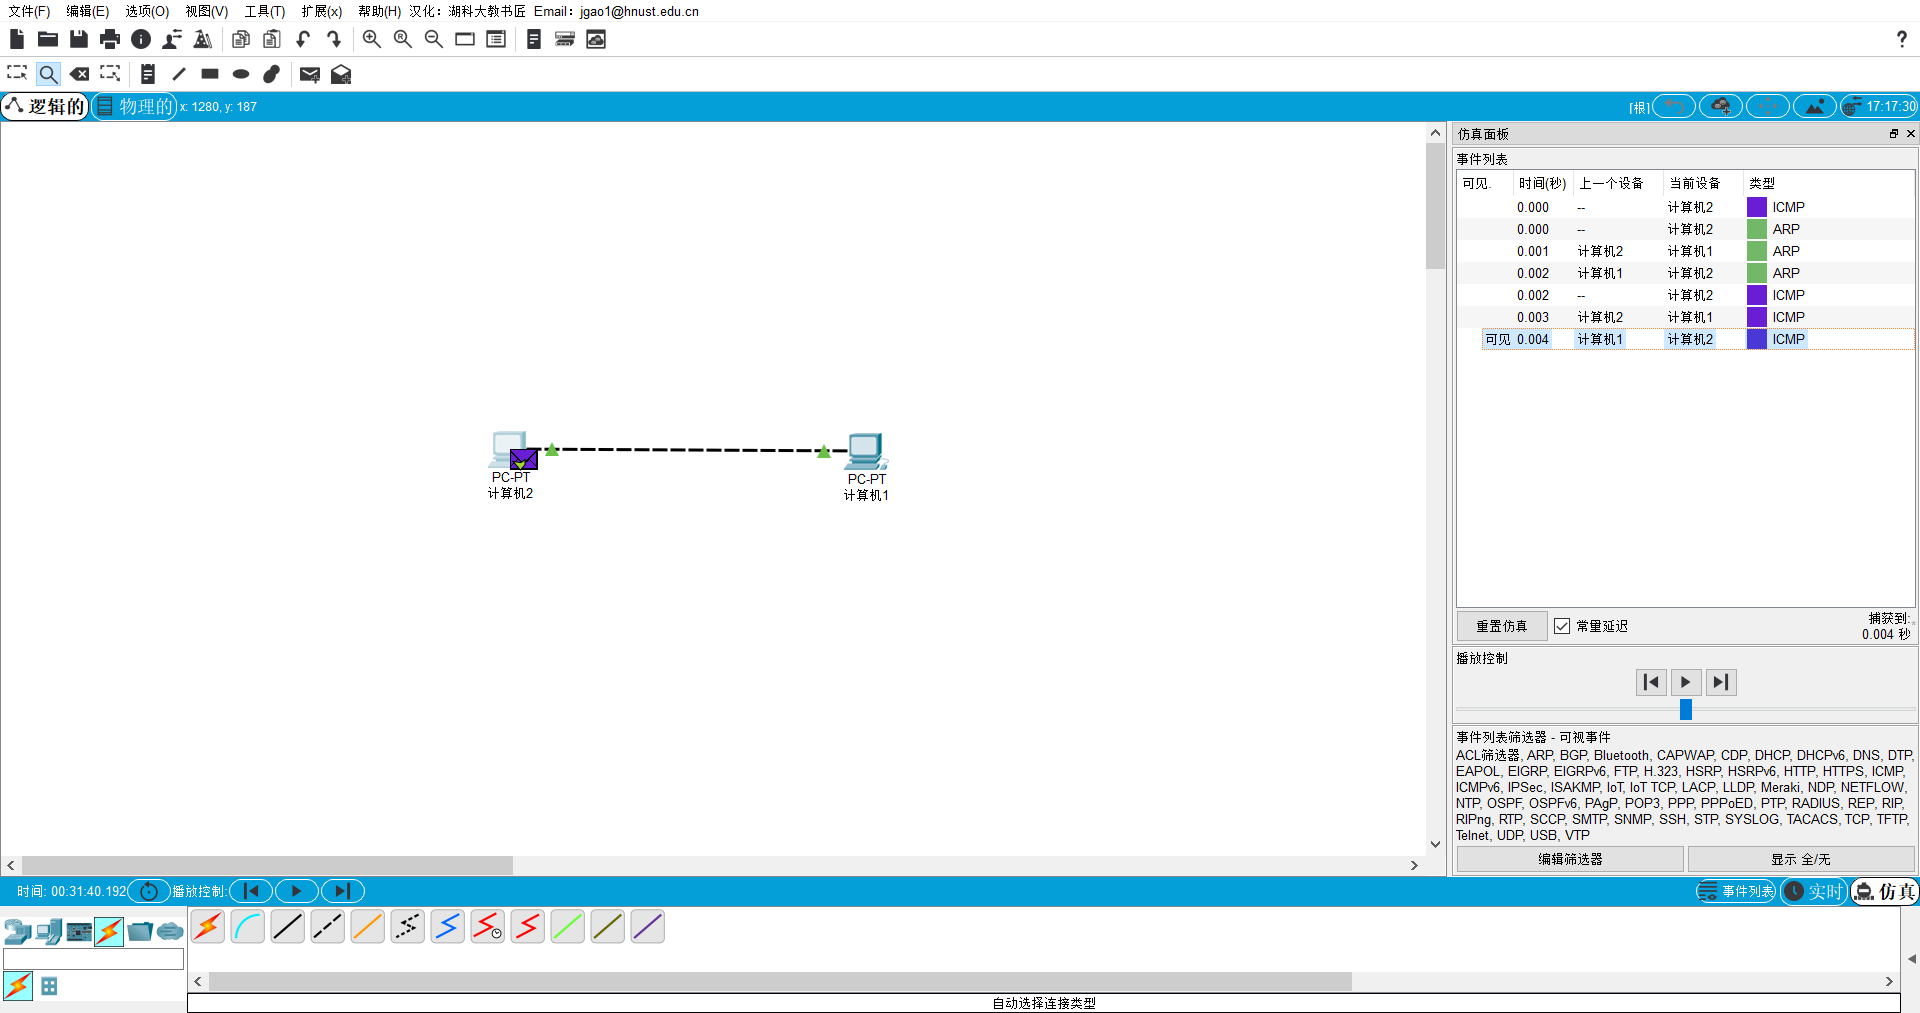 文件(F) 编辑(E) 选项(O) 视图(V) 工具(T) 扩展(x) 帮助(H) 汉化：湖科大教书匠 Email：jgao1@hnust.edu.cn
?
逻辑的 物理的 x: 1280, y: 187 [根] 17:17:30
仿真面板
事件列表
可见. 时间(秒) 上一个设备 当前设备 类型
0.000 -- 计算机2 ICMP
0.000 -- 计算机2 ARP
0.001 计算机2 计算机1 ARP
0.002 计算机1 计算机2 ARP
0.002 -- 计算机2 ICMP
0.003 计算机2 计算机1 ICMP
可见 0.004 计算机1 计算机2 ICMP
PC-PT
计算机2
PC-PT
计算机1
重置仿真 常量延迟 捕获到:
0.004 秒
播放控制
事件列表筛选器 - 可视事件
ACL筛选器, ARP, BGP, Bluetooth, CAPWAP, CDP, DHCP, DHCPv6, DNS, DTP,
EAPOL, EIGRP, EIGRPv6, FTP, H.323, HSRP, HSRPv6, HTTP, HTTPS, ICMP,
ICMPv6, IPSec, ISAKMP, IoT, IoT TCP, LACP, LLDP, Meraki, NDP, NETFLOW,
NTP, OSPF, OSPFv6, PAgP, POP3, PPP, PPPoED, PTP, RADIUS, REP, RIP,
RIPng, RTP, SCCP, SMTP, SNMP, SSH, STP, SYSLOG, TACACS, TCP, TFTP,
Telnet, UDP, USB, VTP
编辑筛选器 显示 全/无
时间: 00:31:40.192 播放控制: 事件列表 实时 仿真
自动选择连接类型